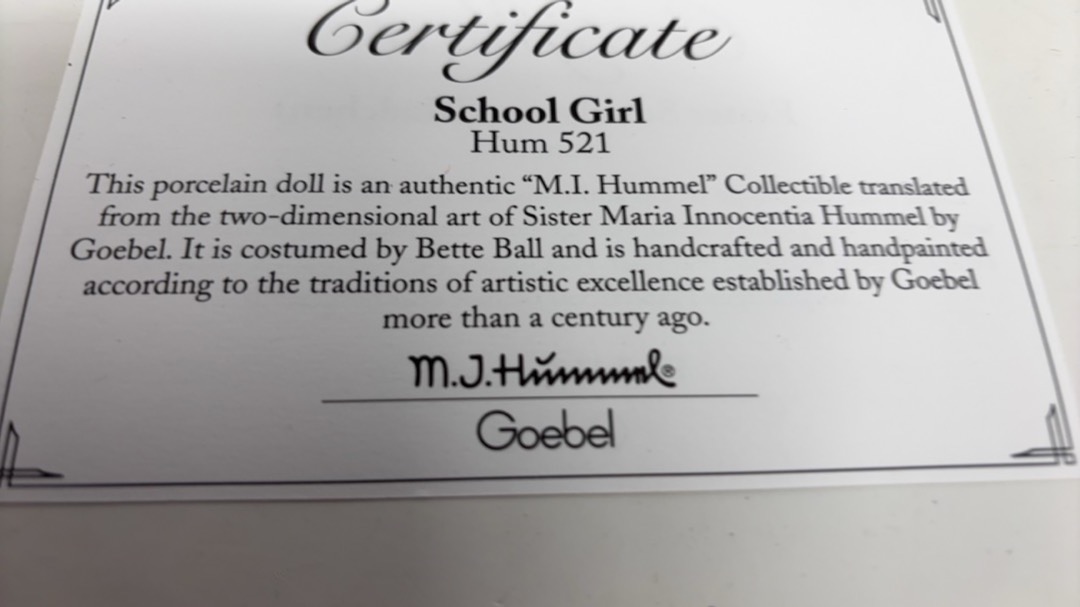 Certificate
School Girl
Hum 521
This porcelain doll is an authentic “M.I. Hummel” Collectible translated
from the two-dimensional art of Sister Maria Innocentia Hummel by
Goebel. It is costumed by Bette Ball and is handcrafted and handpainted
according to the traditions of artistic excellence established by Goebel
more than a century ago.
M.J.Hummel®
Goebel